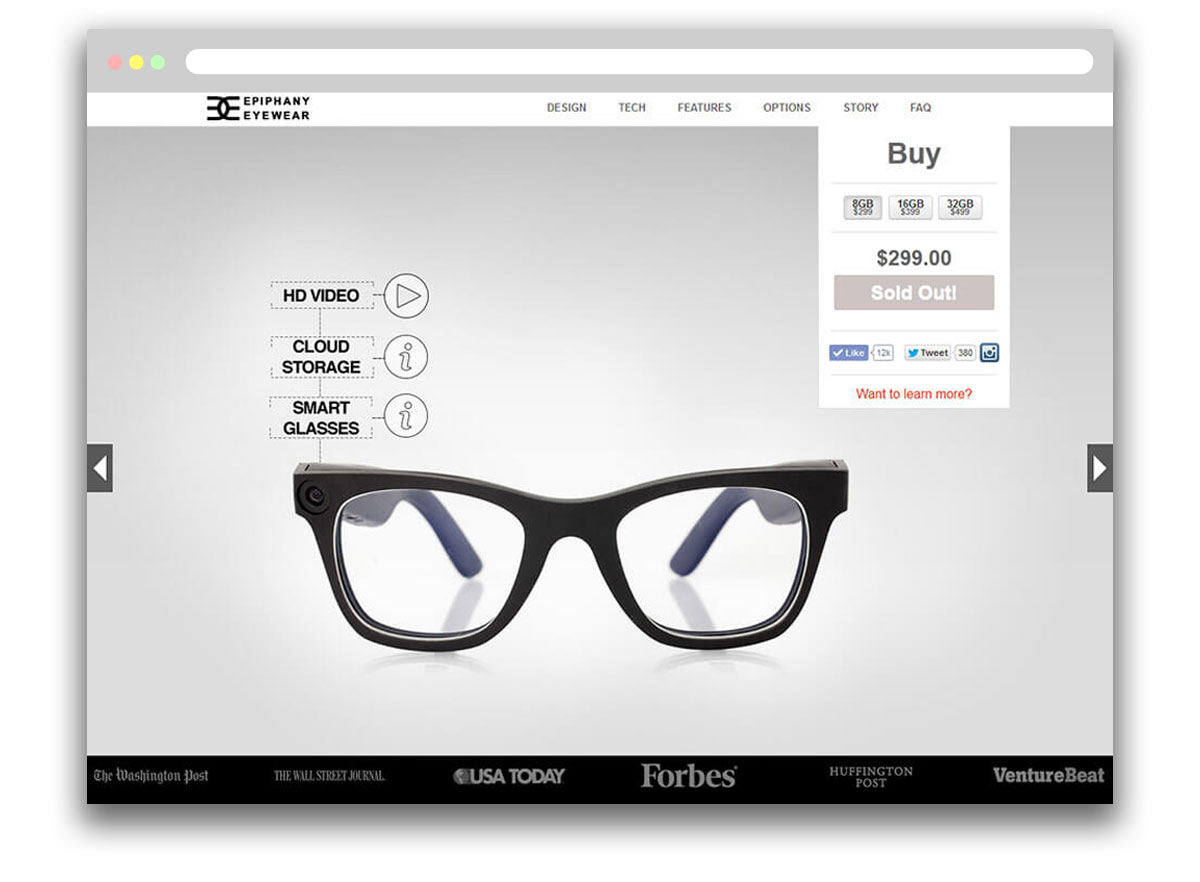 EPIPHANY
EYEWEAR
DESIGN TECH FEATURES OPTIONS STORY FAQ
Buy
8GB 16GB 32GB
$299 $399 $499
$299.00
Sold Out!
Like 12k Tweet 380
Want to learn more?
HD VIDEO
CLOUD
STORAGE
SMART
GLASSES
The Washington Post THE WALL STREET JOURNAL. USA TODAY Forbes HUFFINGTON VentureBeat
POST